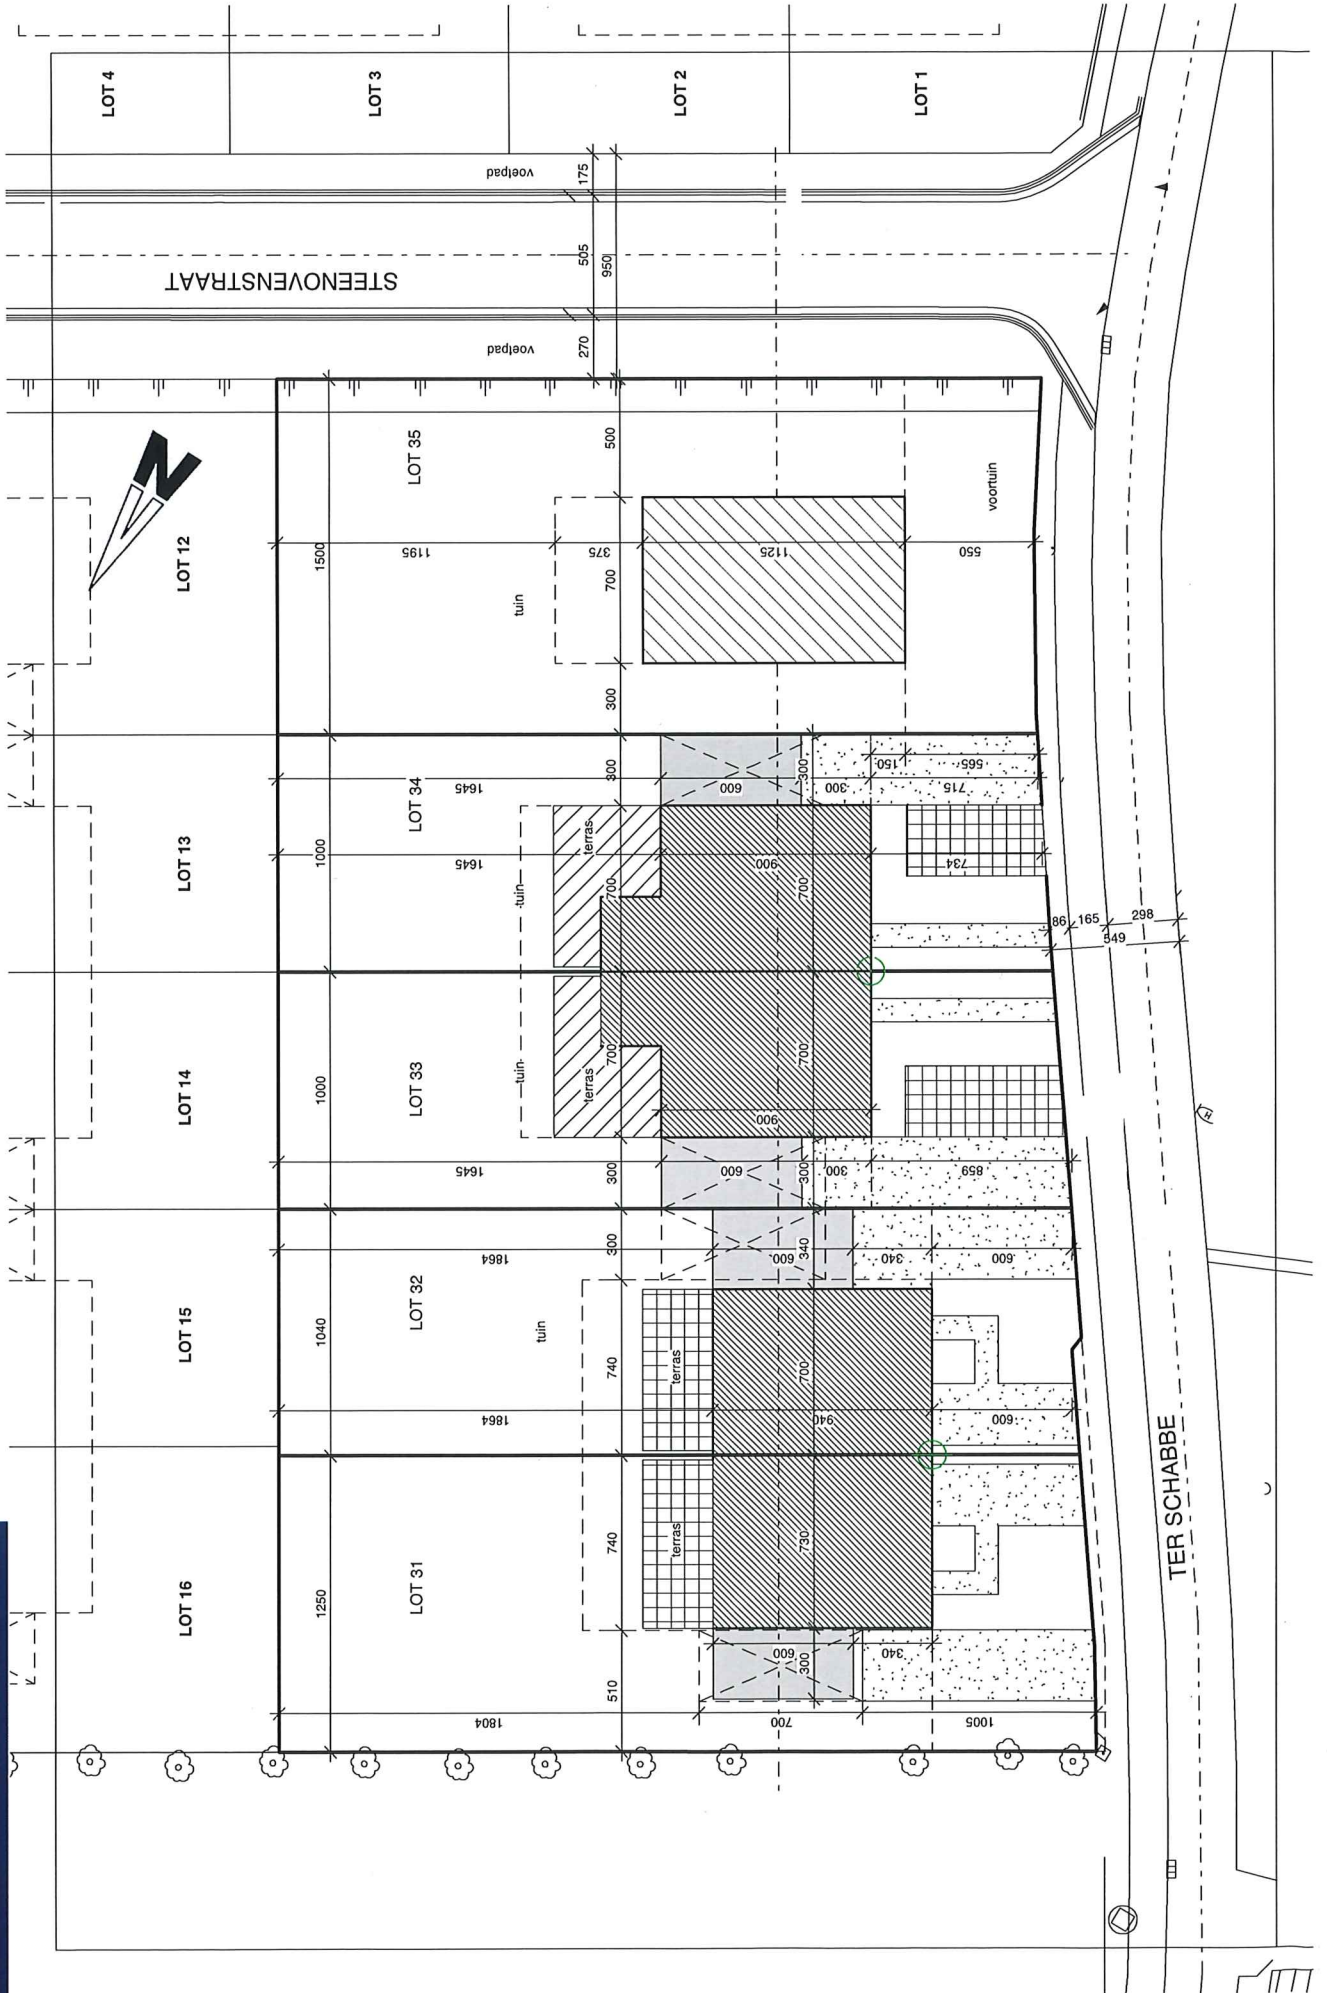 LOT 4
LOT 3
LOT 2
LOT 1
voetpad
175
505
950
STEENOVENSTRAAT
voetpad
270
N
LOT 12
LOT 35
500
1500
1195
375
700
1125
550
voortuin
tuin
300
LOT 13
LOT 34
1645
300
600
300
300
150
565
715
1000
1645
terras
tuin
700
900
700
734
86
165
298
549
LOT 14
LOT 33
1000
tuin
terras
700
700
900
1645
300
600
300
300
859
LOT 15
LOT 32
1864
300
600
340
340
600
1040
tuin
740
terras
700
1864
940
600
TER SCHABBE
LOT 16
LOT 31
1250
740
terras
730
510
600
300
340
1804
700
1005
H